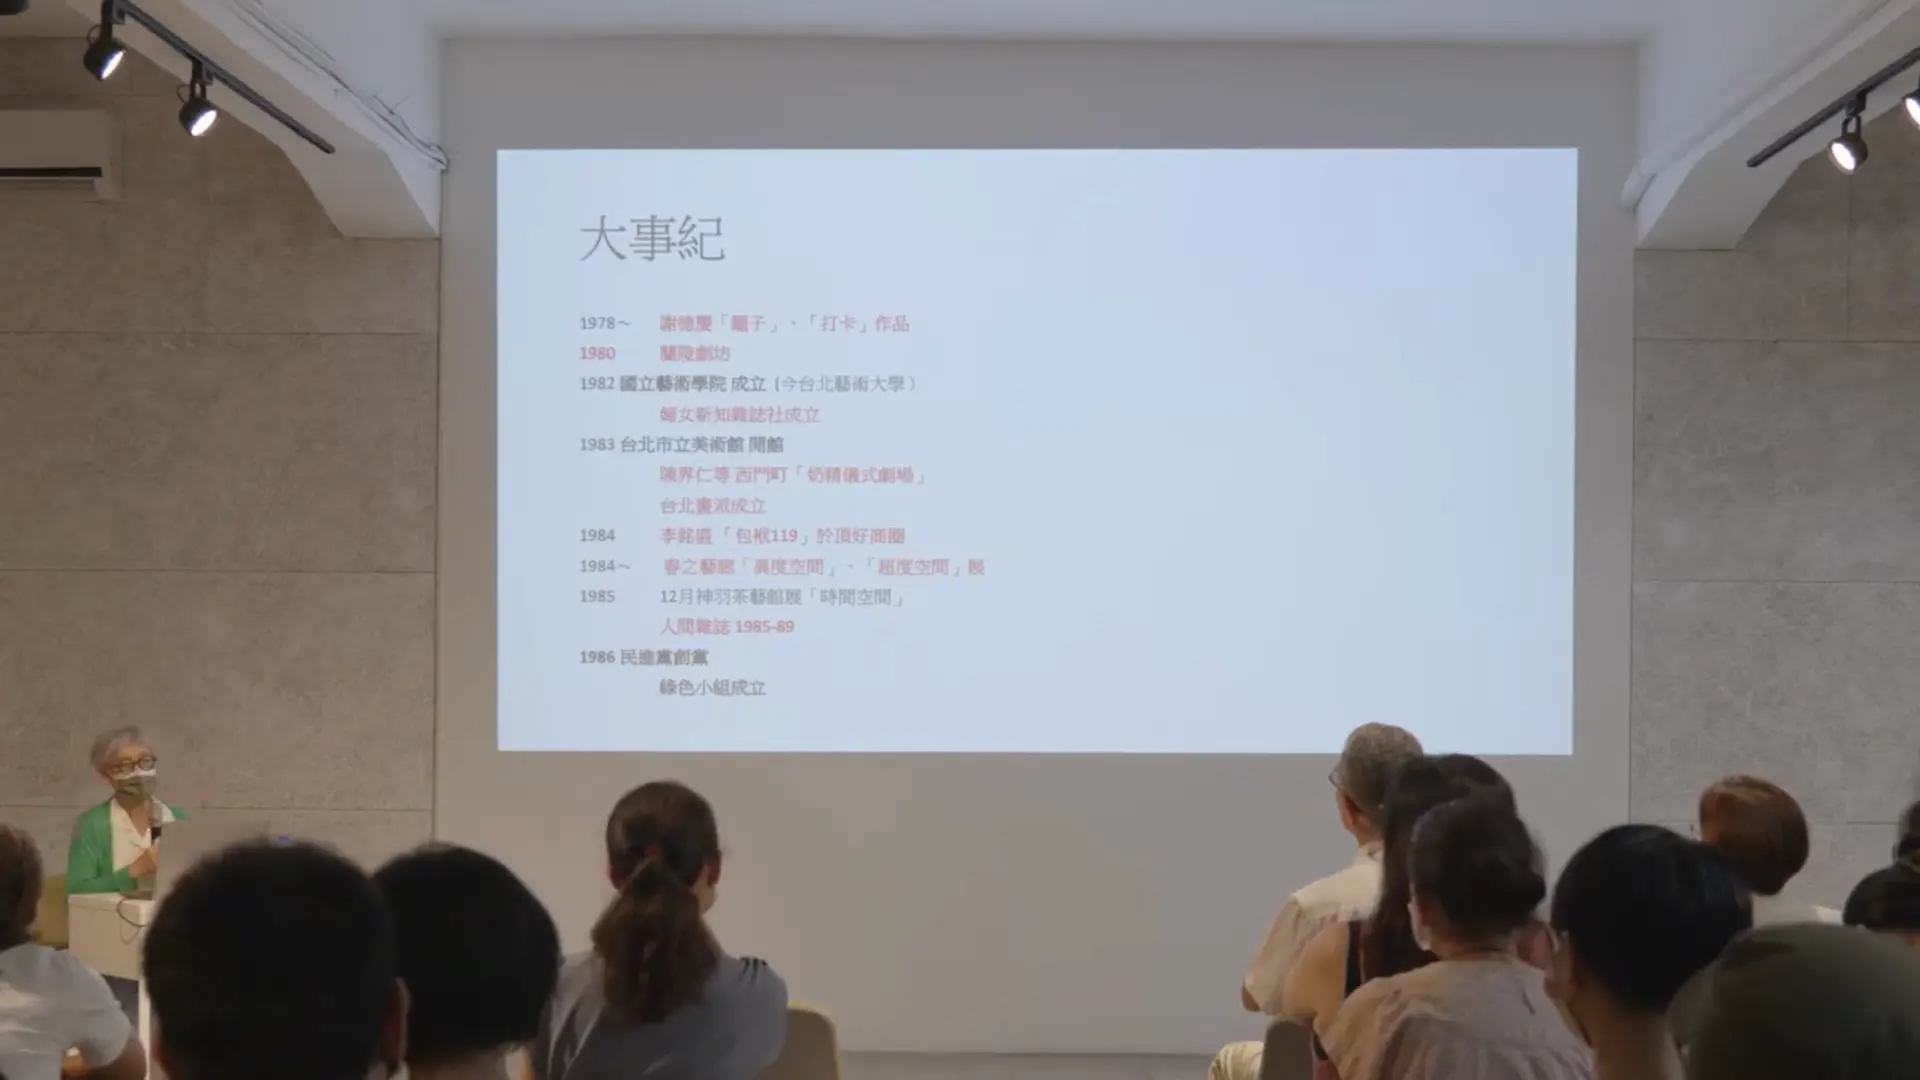 大事紀
1978～ 謝德慶「籠子」、「打卡」作品
1980 蘭陵劇坊
1982 國立藝術學院 成立 (今台北藝術大學)
婦女新知雜誌社成立
1983 台北市立美術館 開館
陳界仁等 西門町「奶精儀式劇場」
台北畫派成立
1984 李銘盛「包袱119」於頂好商圈
1984～ 春之藝廊「異度空間」、「超度空間」展
1985 12月神羽茶藝館展「時間空間」
人間雜誌 1985-89
1986 民進黨創黨
綠色小組成立